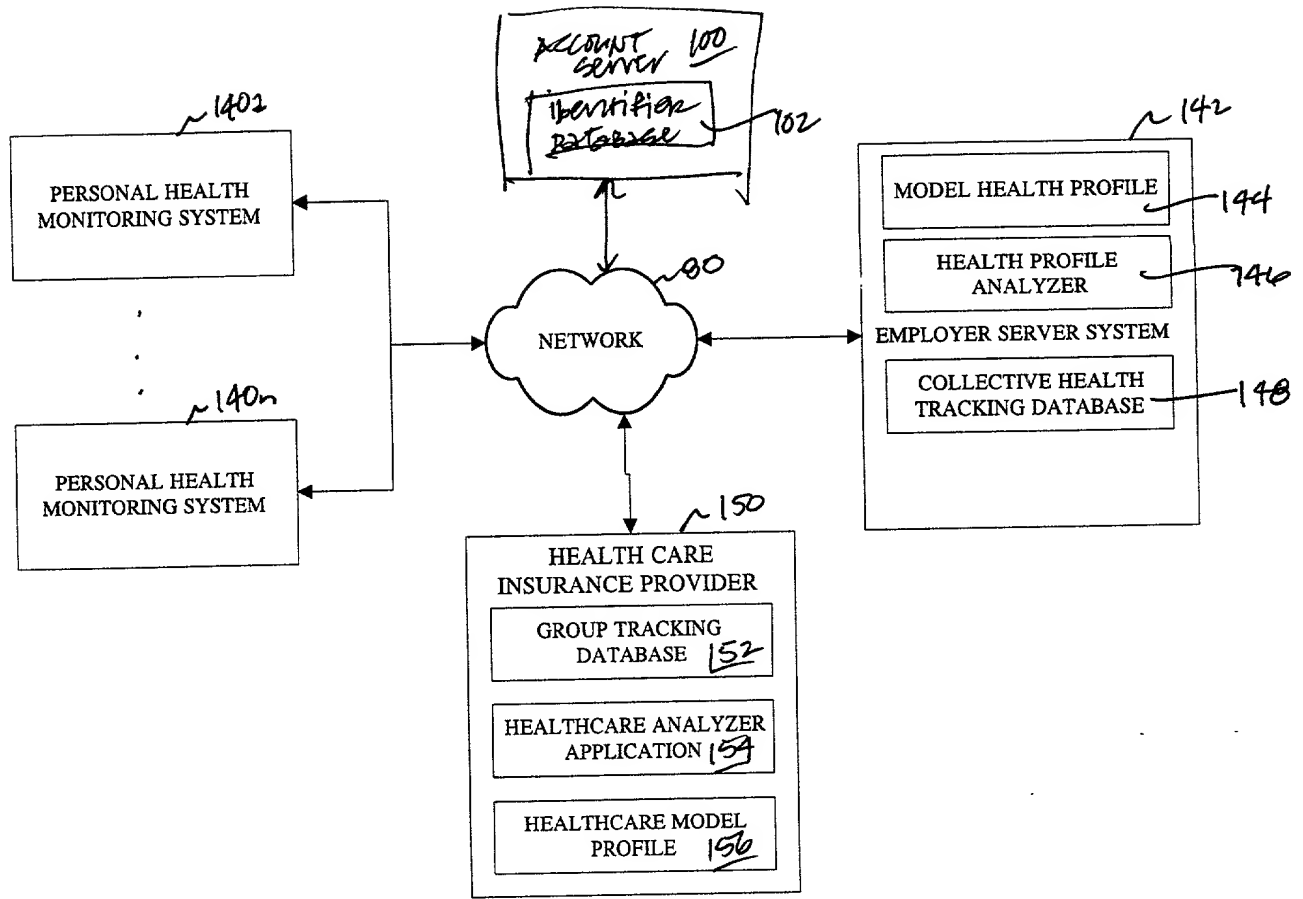 ACCOUNT 100
SERVER
IDENTIFIER
DATABASE
102
140a
PERSONAL HEALTH
MONITORING SYSTEM
142
MODEL HEALTH PROFILE
144
HEALTH PROFILE
ANALYZER
146
EMPLOYER SERVER SYSTEM
COLLECTIVE HEALTH
TRACKING DATABASE
148
80
NETWORK
140n
PERSONAL HEALTH
MONITORING SYSTEM
150
HEALTH CARE
INSURANCE PROVIDER
GROUP TRACKING
DATABASE 152
HEALTHCARE ANALYZER
APPLICATION 154
HEALTHCARE MODEL
PROFILE 156